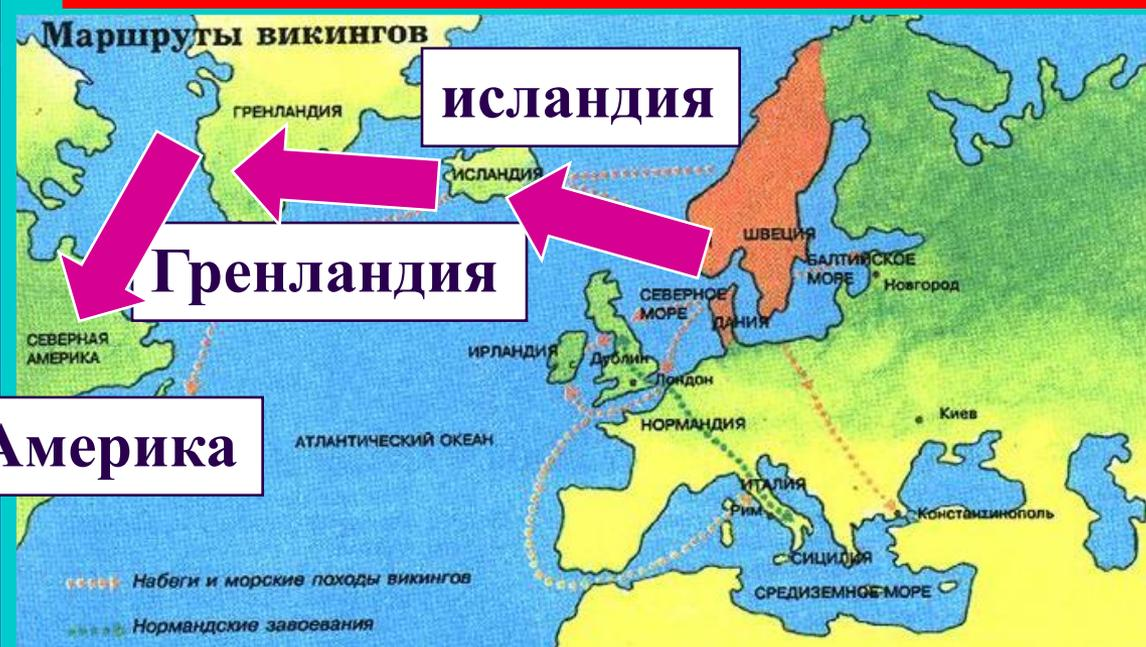 Маршруты викингов
исландия
ГРЕНЛАНДИЯ
ИСЛАНДИЯ
Гренландия
ШВЕЦИЯ
БАЛТИЙСКОЕ
МОРЕ
Новгород
СЕВЕРНОЕ
МОРЕ
ДАНИЯ
СЕВЕРНАЯ
АМЕРИКА
ИРЛАНДИЯ
Дублин
Лондон
Америка
АТЛАНТИЧЕСКИЙ ОКЕАН
НОРМАНДИЯ
Киев
ИТАЛИЯ
Рим
Константинополь
СИЦИЛИЯ
СРЕДИЗЕМНОЕ МОРЕ
Набеги и морские походы викингов
Нормандские завоевания